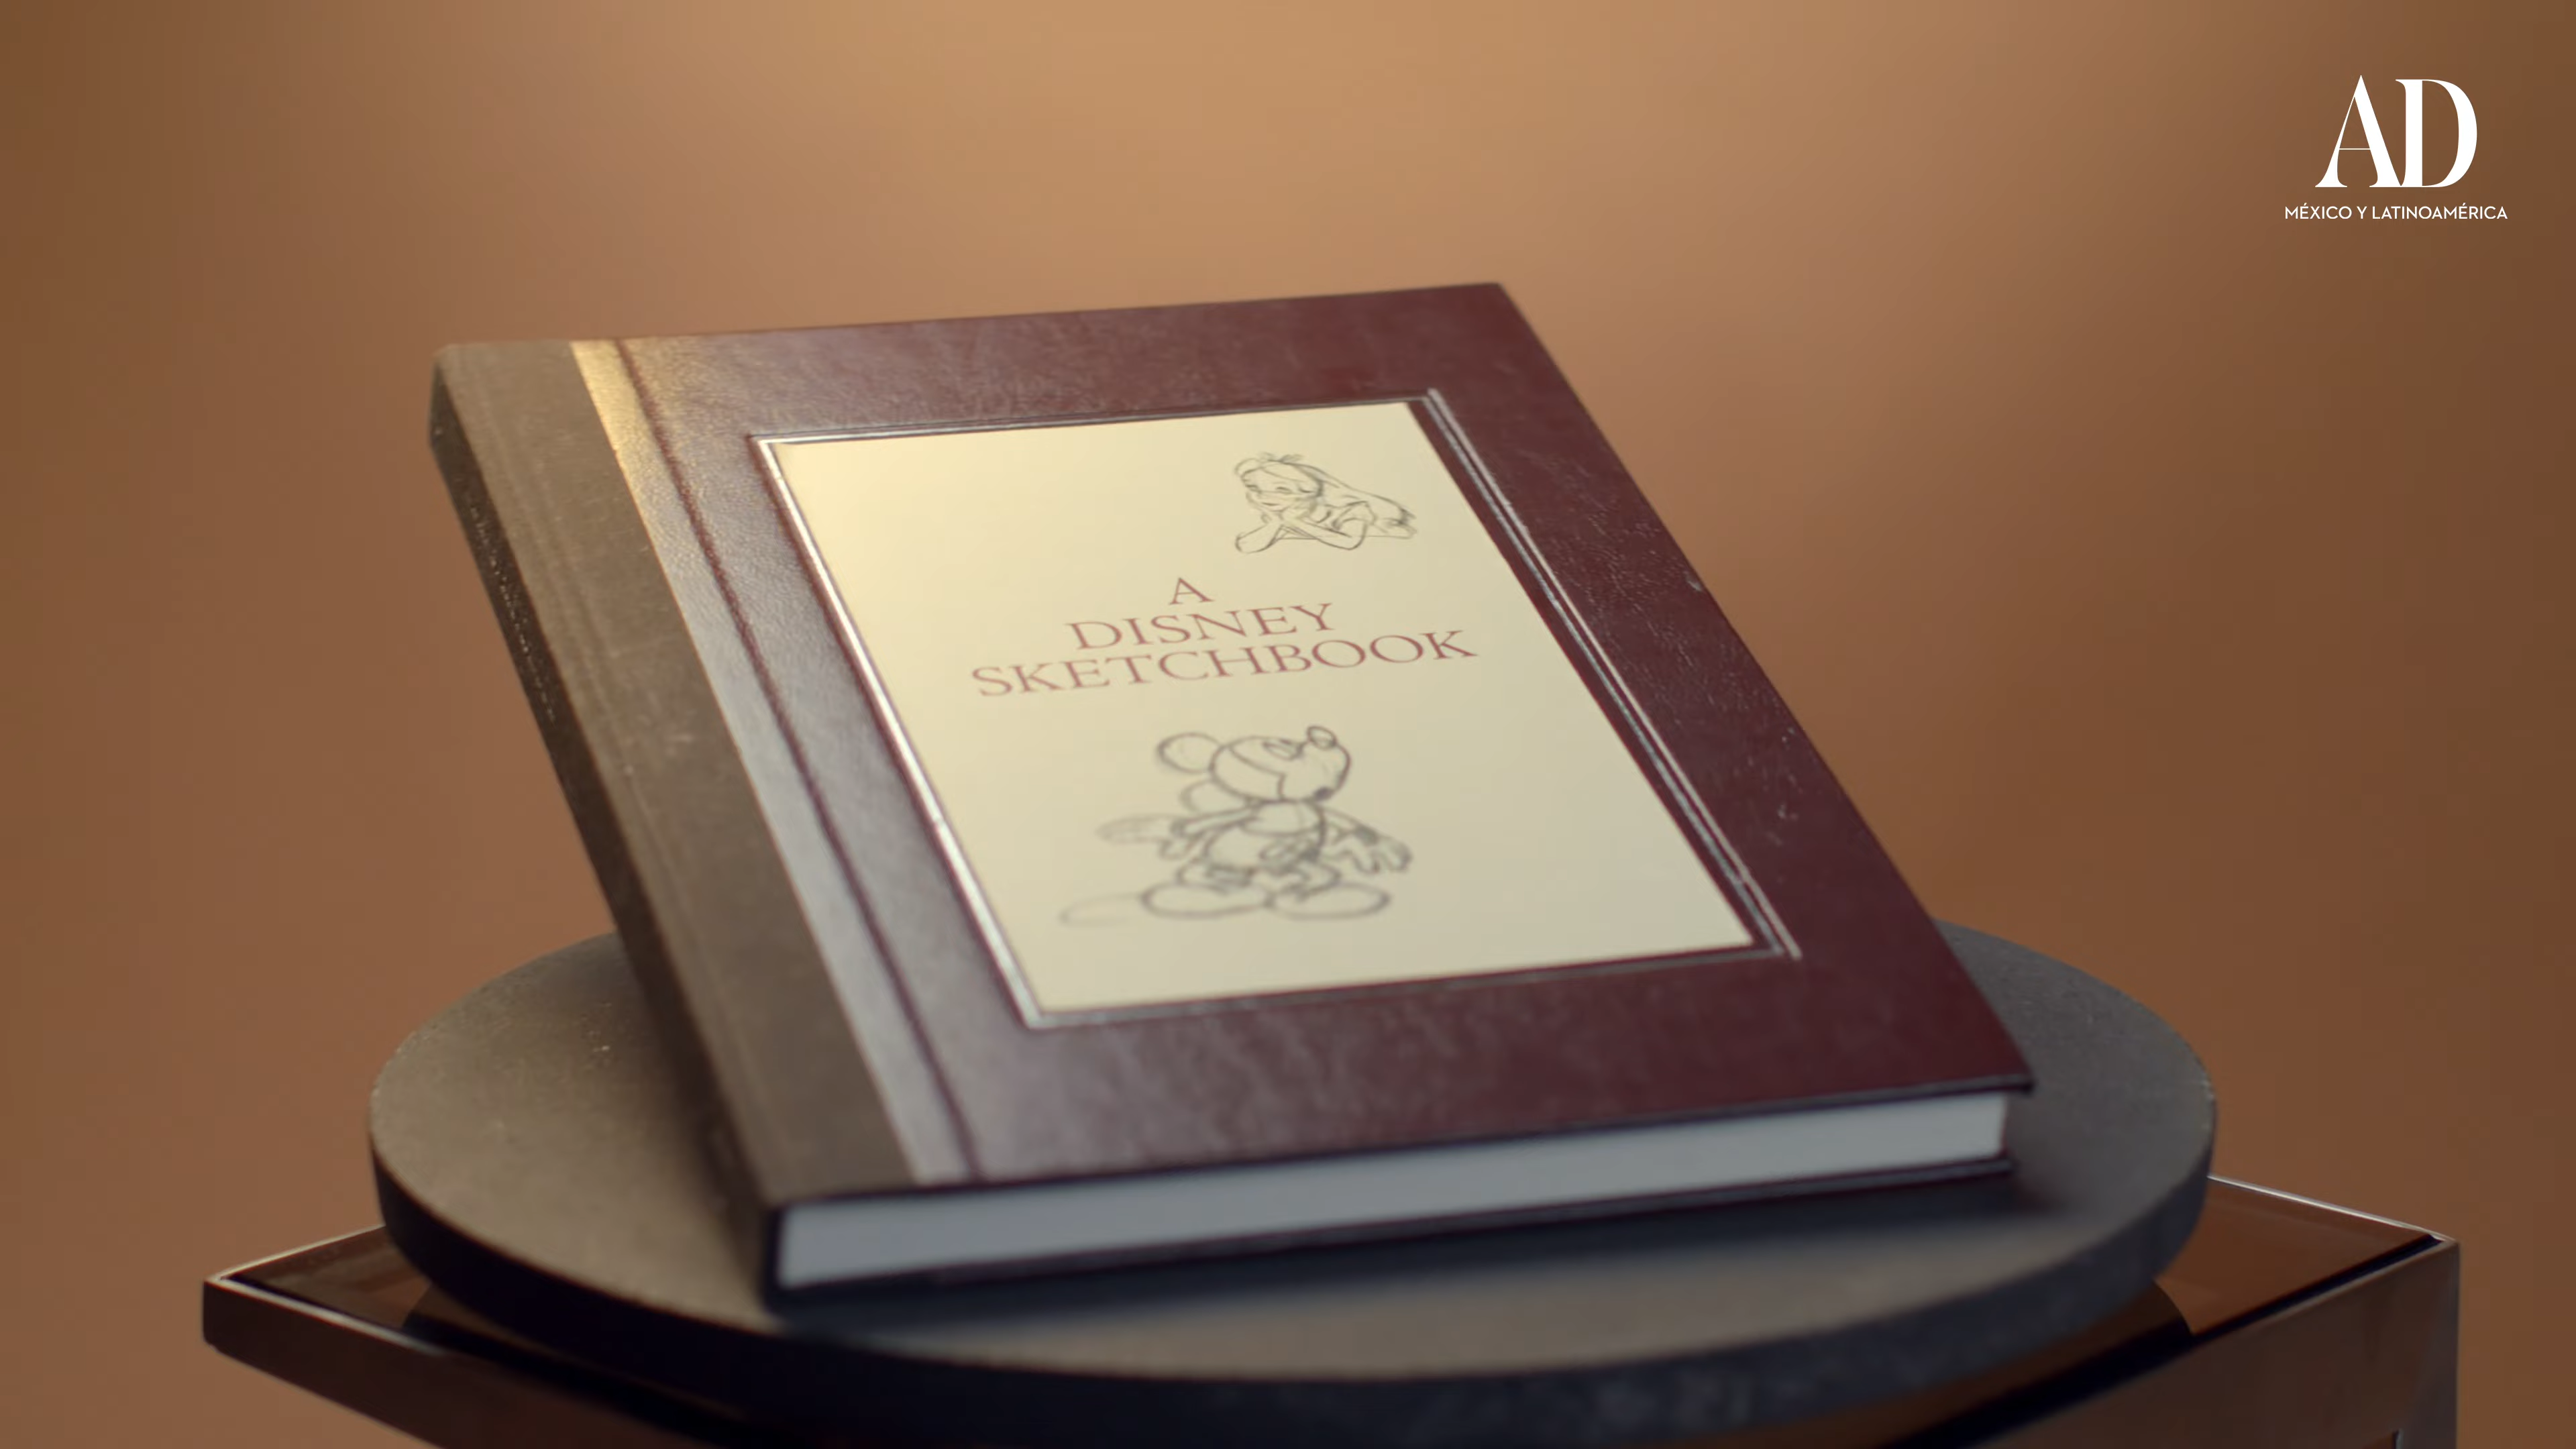 AD
MÉXICO Y LATINOAMÉRICA
A
DISNEY
SKETCHBOOK